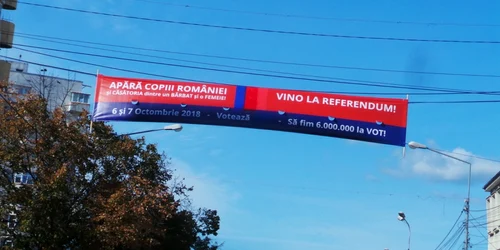 APĂRĂ COPIII ROMÂNIEI
și CĂSĂTORIA dintre un BĂRBAT și o FEMEIE!
6 și 7 Octombrie 2018 - Votează
VINO LA REFERENDUM!
Să fim 6.000.000 la VOT!